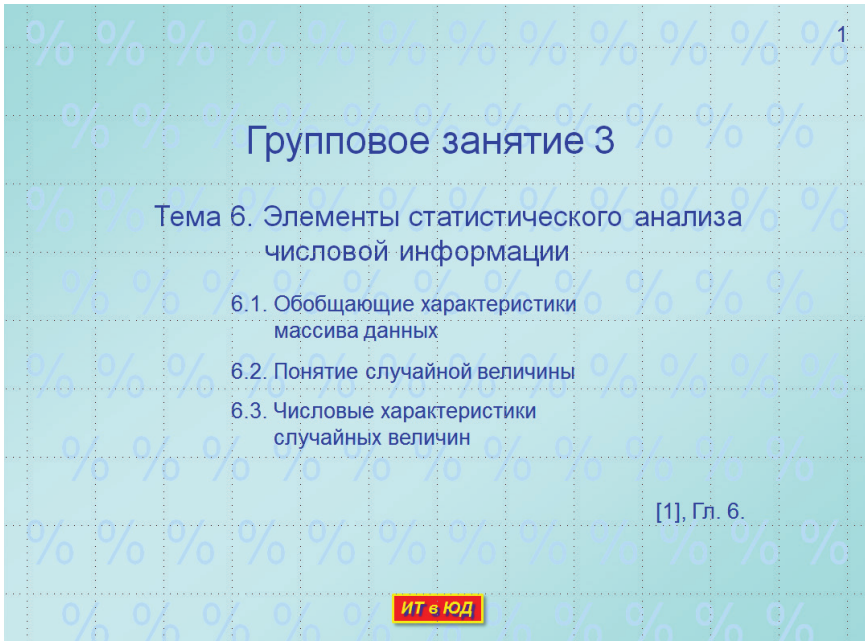 1
Групповое занятие 3
Тема 6. Элементы статистического анализа
числовой информации
6.1. Обобщающие характеристики
массива данных
6.2. Понятие случайной величины
6.3. Числовые характеристики
случайных величин
[1], Гл. 6.
ИТ в ЮД